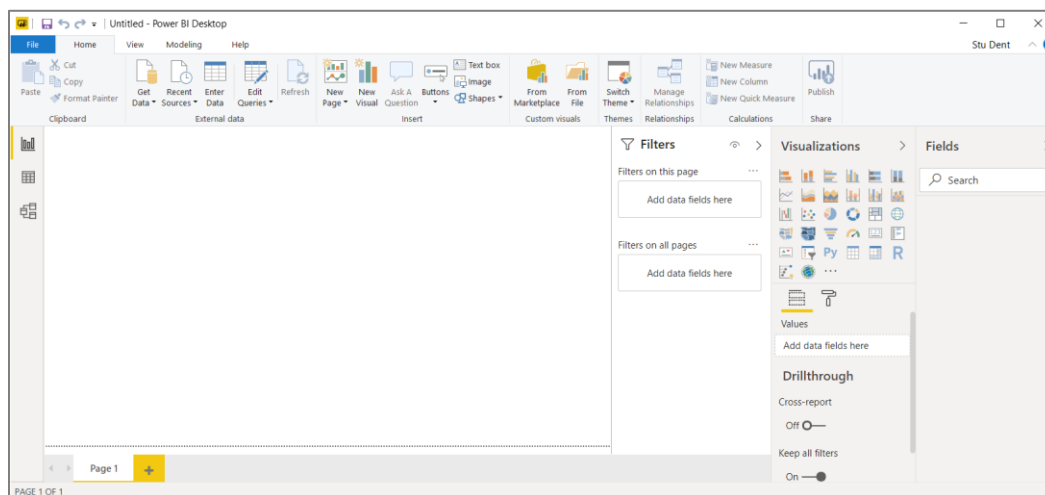 Untitled - Power BI Desktop
File Home View Modeling Help Stu Dent
Paste
Cut
Copy
Format Painter
Clipboard
Get Data
Recent Sources
Enter Data
Edit Queries
Refresh
External data
New Page
New Visual
Ask A Question
Buttons
Text box
Image
Shapes
Insert
From Marketplace
From File
Custom visuals
Switch Theme
Themes
Manage Relationships
Relationships
New Measure
New Column
New Quick Measure
Calculations
Publish
Share
Filters
Filters on this page
Add data fields here
Filters on all pages
Add data fields here
Visualizations
Py R
Values
Add data fields here
Drillthrough
Cross-report
Off
Keep all filters
On
Fields
Search
Page 1
PAGE 1 OF 1